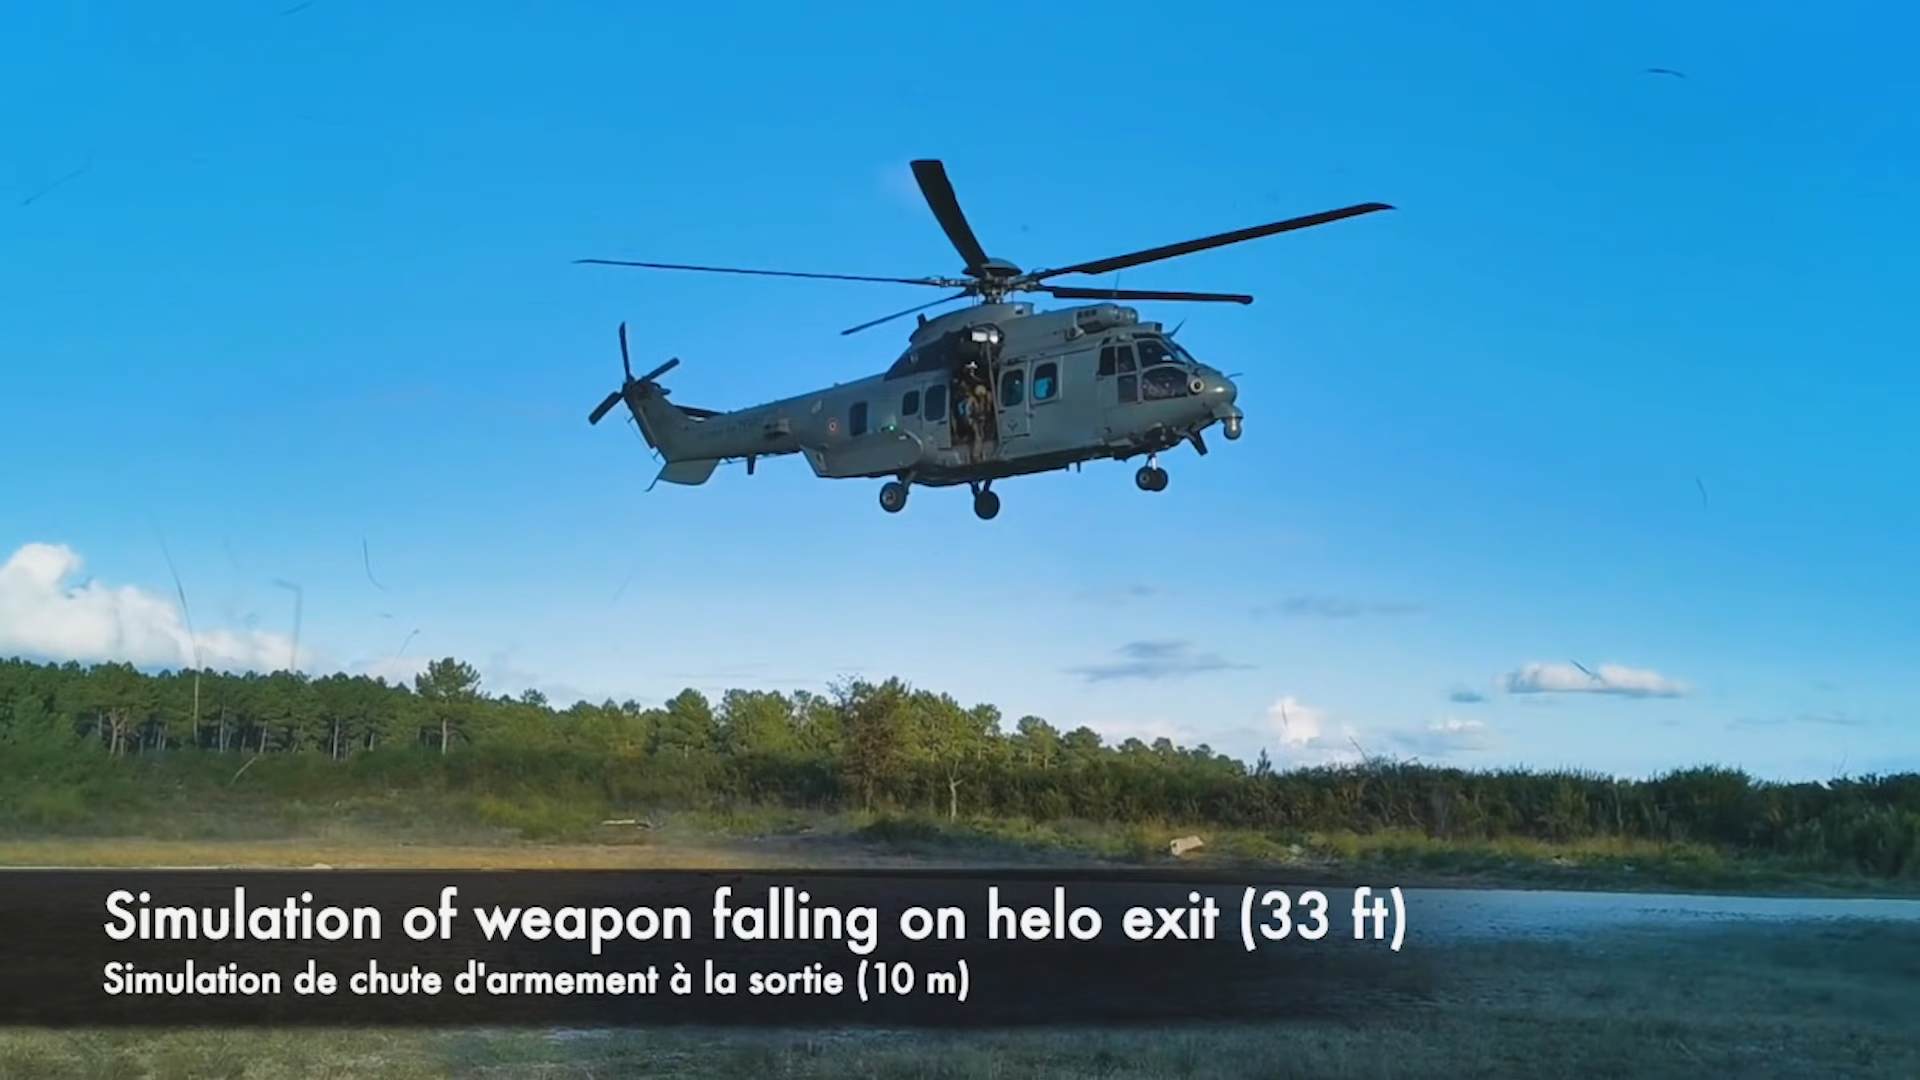 Simulation of weapon falling on helo exit (33 ft)
Simulation de chute d'armement à la sortie (10 m)